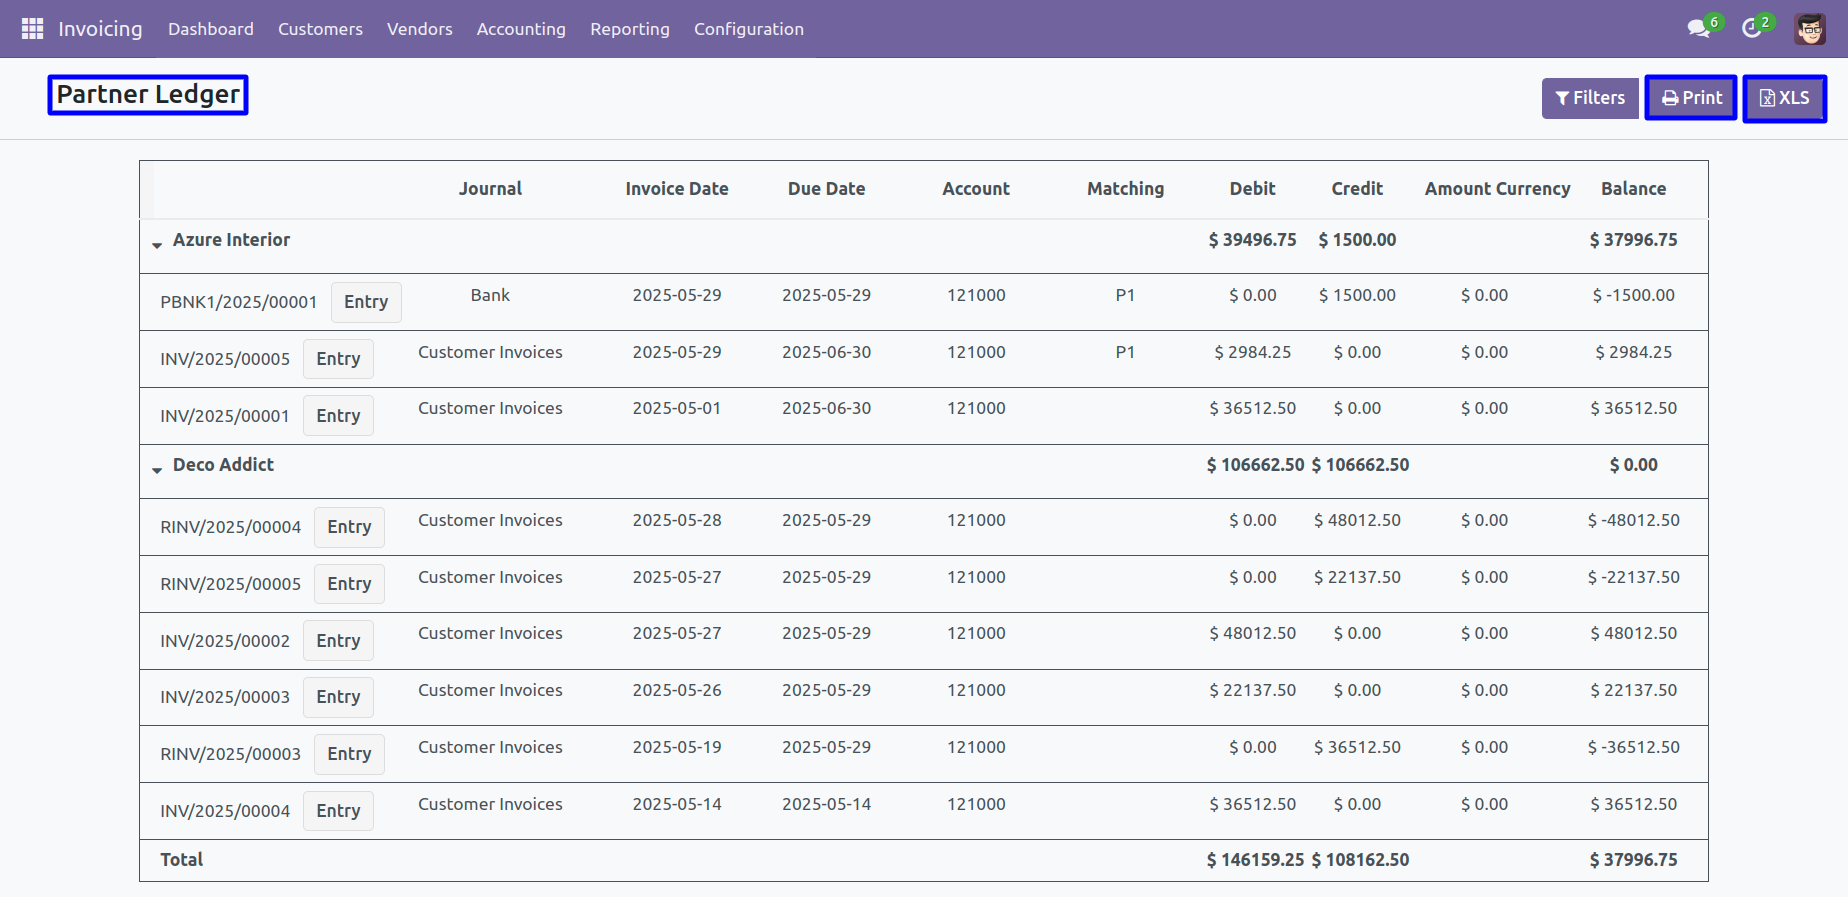 Invoicing Dashboard Customers Vendors Accounting Reporting Configuration 6 2
Partner Ledger Filters Print XLS
Journal Invoice Date Due Date Account Matching Debit Credit Amount Currency Balance
Azure Interior $ 39496.75 $ 1500.00 $ 37996.75
PBNK1/2025/00001 Entry Bank 2025-05-29 2025-05-29 121000 P1 $ 0.00 $ 1500.00 $ 0.00 $ -1500.00
INV/2025/00005 Entry Customer Invoices 2025-05-29 2025-06-30 121000 P1 $ 2984.25 $ 0.00 $ 0.00 $ 2984.25
INV/2025/00001 Entry Customer Invoices 2025-05-01 2025-06-30 121000 $ 36512.50 $ 0.00 $ 0.00 $ 36512.50
Deco Addict $ 106662.50 $ 106662.50 $ 0.00
RINV/2025/00004 Entry Customer Invoices 2025-05-28 2025-05-29 121000 $ 0.00 $ 48012.50 $ 0.00 $ -48012.50
RINV/2025/00005 Entry Customer Invoices 2025-05-27 2025-05-29 121000 $ 0.00 $ 22137.50 $ 0.00 $ -22137.50
INV/2025/00002 Entry Customer Invoices 2025-05-27 2025-05-29 121000 $ 48012.50 $ 0.00 $ 0.00 $ 48012.50
INV/2025/00003 Entry Customer Invoices 2025-05-26 2025-05-29 121000 $ 22137.50 $ 0.00 $ 0.00 $ 22137.50
RINV/2025/00003 Entry Customer Invoices 2025-05-19 2025-05-29 121000 $ 0.00 $ 36512.50 $ 0.00 $ -36512.50
INV/2025/00004 Entry Customer Invoices 2025-05-14 2025-05-14 121000 $ 36512.50 $ 0.00 $ 0.00 $ 36512.50
Total $ 146159.25 $ 108162.50 $ 37996.75